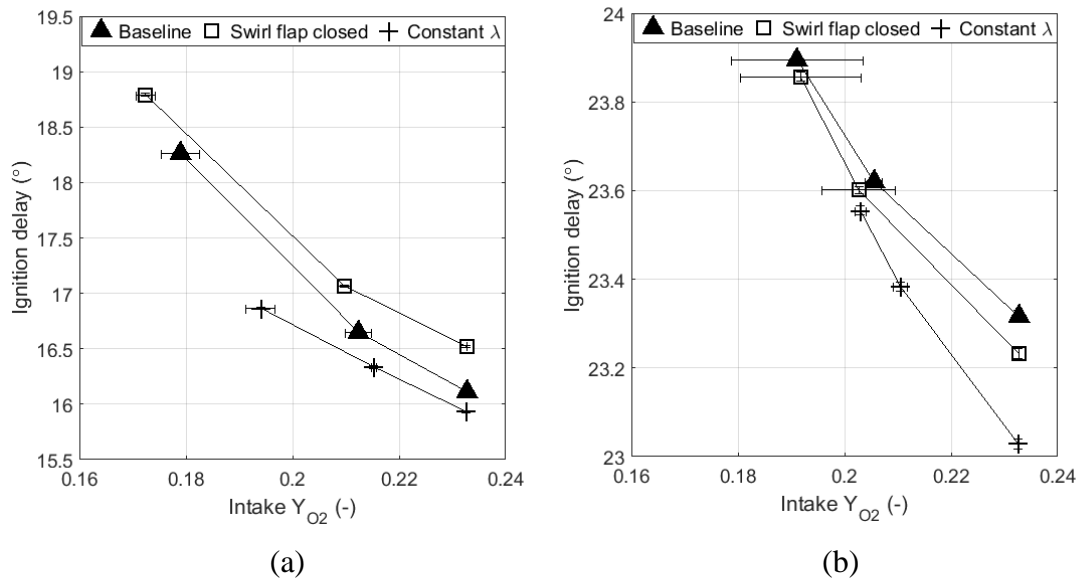 Baseline Swirl flap closed Constant λ
19.5
19
18.5
18
17.5
17
16.5
16
15.5
Ignition delay (°)
0.16 0.18 0.2 0.22 0.24
Intake Y_O2 (-)
(a)
Baseline Swirl flap closed Constant λ
24
23.8
23.6
23.4
23.2
23
Ignition delay (°)
0.16 0.18 0.2 0.22 0.24
Intake Y_O2 (-)
(b)